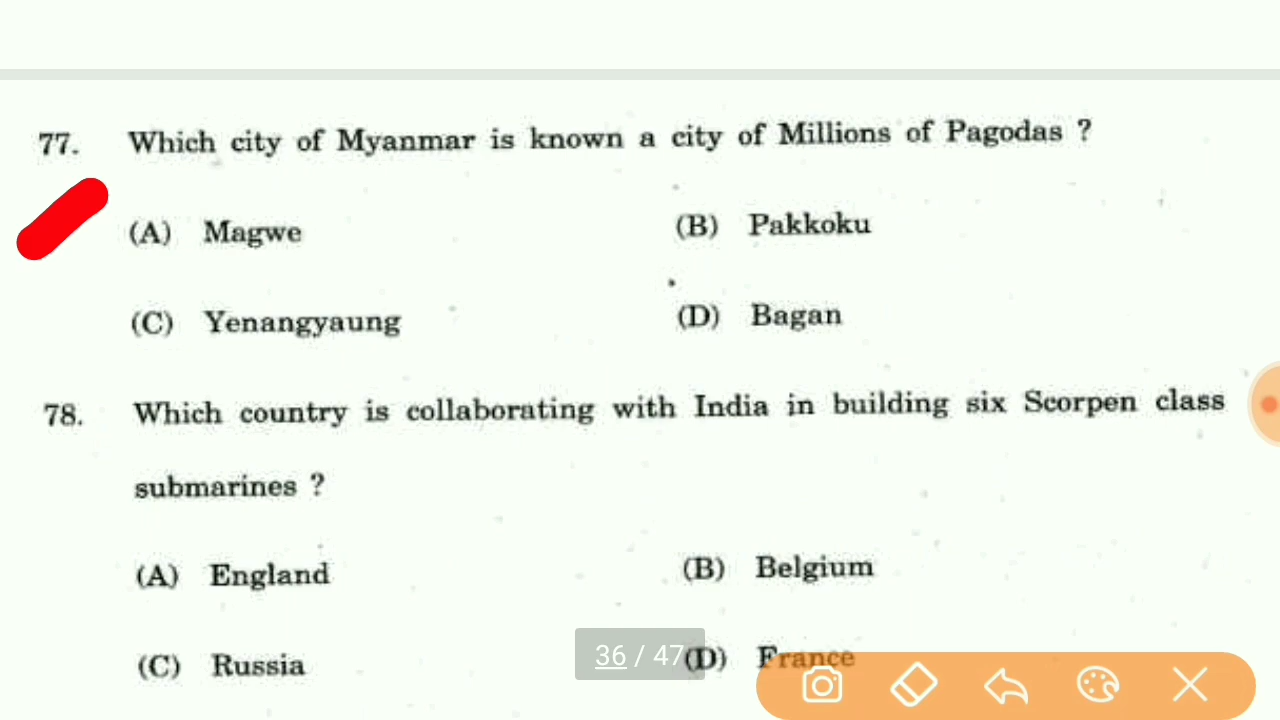 77. Which city of Myanmar is known a city of Millions of Pagodas ?
(A) Magwe (B) Pakkoku
(C) Yenangyaung (D) Bagan
78. Which country is collaborating with India in building six Scorpen class
submarines ?
(A) England (B) Belgium
(C) Russia (D) France
36 / 47